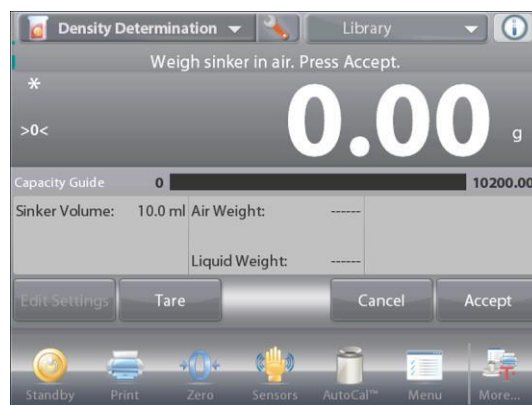 Density Determination Library
Weigh sinker in air. Press Accept.
*
>0<
0.00 g
Capacity Guide 0 10200.00
Sinker Volume: 10.0 ml Air Weight: ------
Liquid Weight: ------
Edit Settings Tare Cancel Accept
Standby Print Zero Sensors AutoCal™ Menu More...